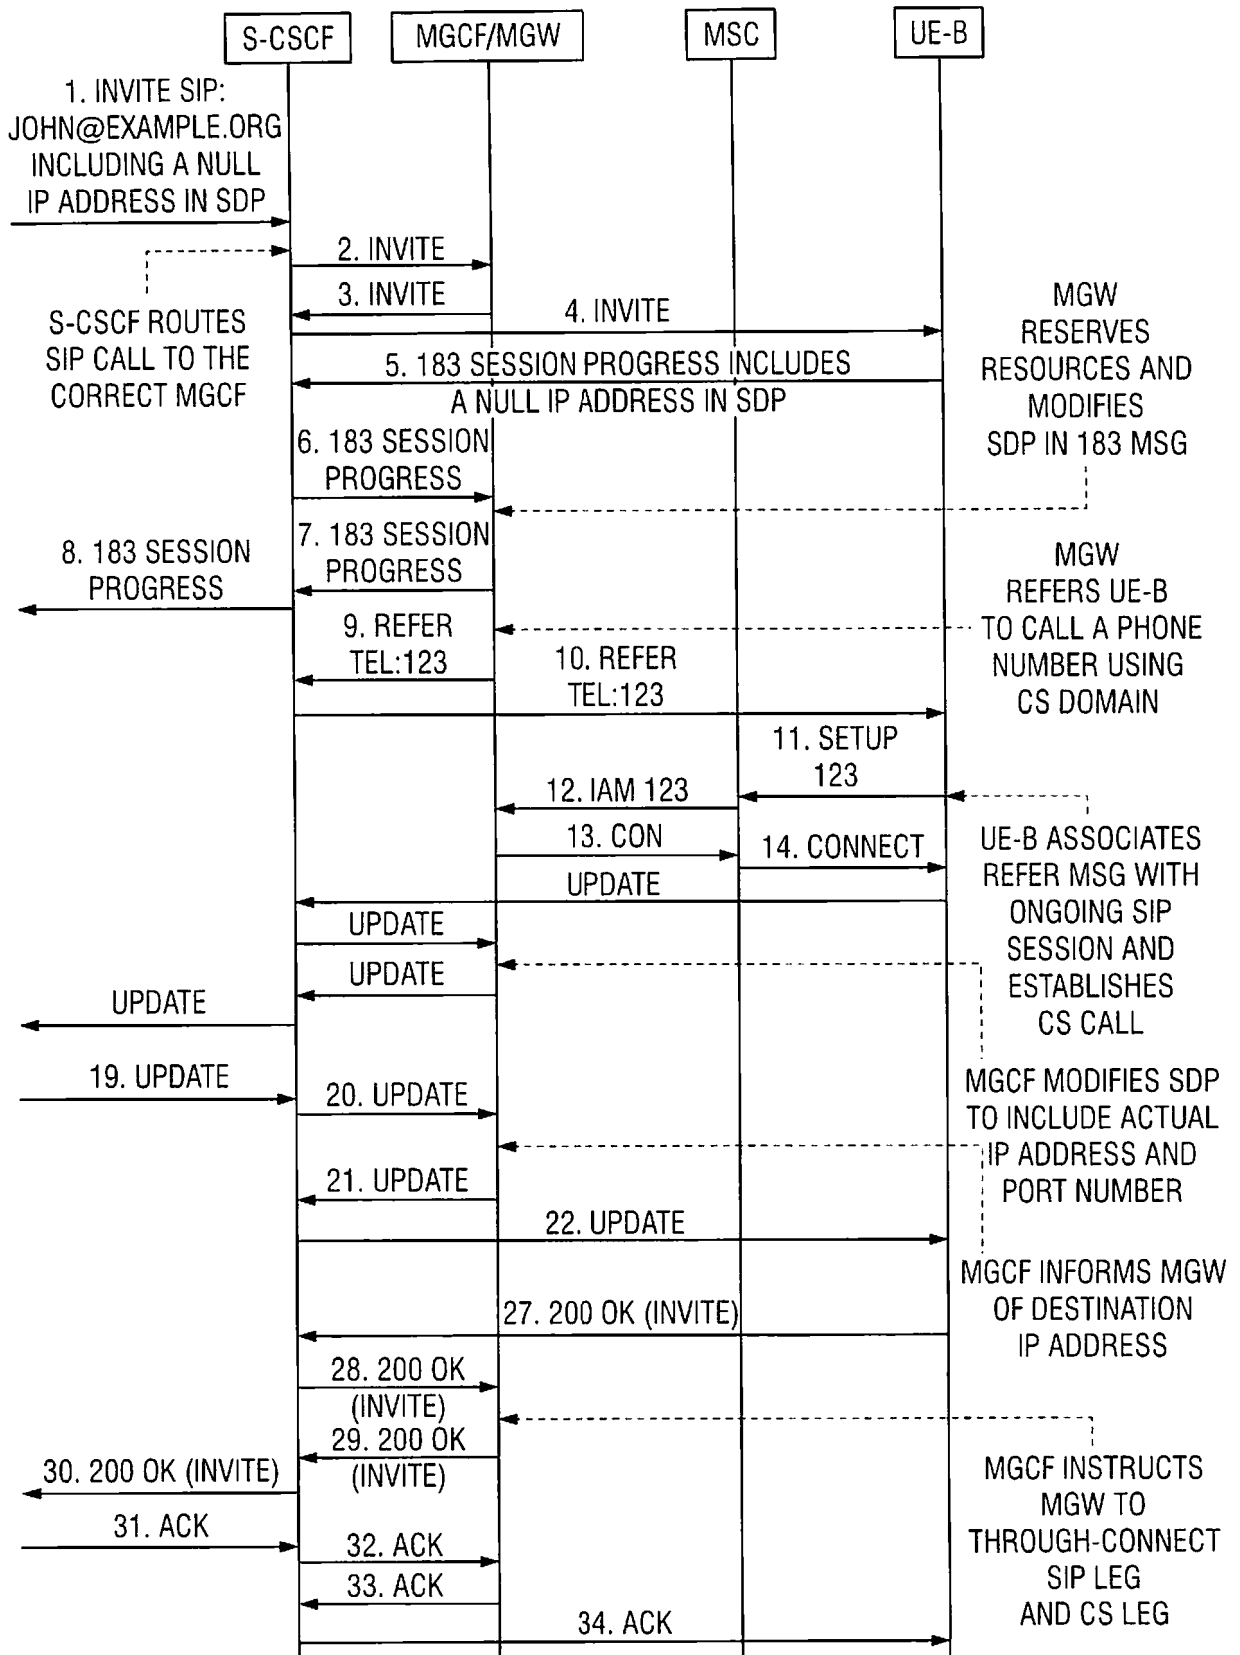 S-CSCF
MGCF/MGW
MSC
UE-B
1. INVITE SIP:
JOHN@EXAMPLE.ORG
INCLUDING A NULL
IP ADDRESS IN SDP
2. INVITE
3. INVITE
4. INVITE
S-CSCF ROUTES
SIP CALL TO THE
CORRECT MGCF
5. 183 SESSION PROGRESS INCLUDES
A NULL IP ADDRESS IN SDP
MGW
RESERVES
RESOURCES AND
MODIFIES
SDP IN 183 MSG
6. 183 SESSION
PROGRESS
7. 183 SESSION
PROGRESS
8. 183 SESSION
PROGRESS
MGW
REFERS UE-B
TO CALL A PHONE
NUMBER USING
CS DOMAIN
9. REFER
TEL:123
10. REFER
TEL:123
11. SETUP
123
12. IAM 123
13. CON
14. CONNECT
UE-B ASSOCIATES
REFER MSG WITH
ONGOING SIP
SESSION AND
ESTABLISHES
CS CALL
UPDATE
UPDATE
UPDATE
UPDATE
19. UPDATE
20. UPDATE
MGCF MODIFIES SDP
TO INCLUDE ACTUAL
IP ADDRESS AND
PORT NUMBER
21. UPDATE
22. UPDATE
MGCF INFORMS MGW
OF DESTINATION
IP ADDRESS
27. 200 OK (INVITE)
28. 200 OK
(INVITE)
29. 200 OK
(INVITE)
30. 200 OK (INVITE)
MGCF INSTRUCTS
MGW TO
THROUGH-CONNECT
SIP LEG
AND CS LEG
31. ACK
32. ACK
33. ACK
34. ACK